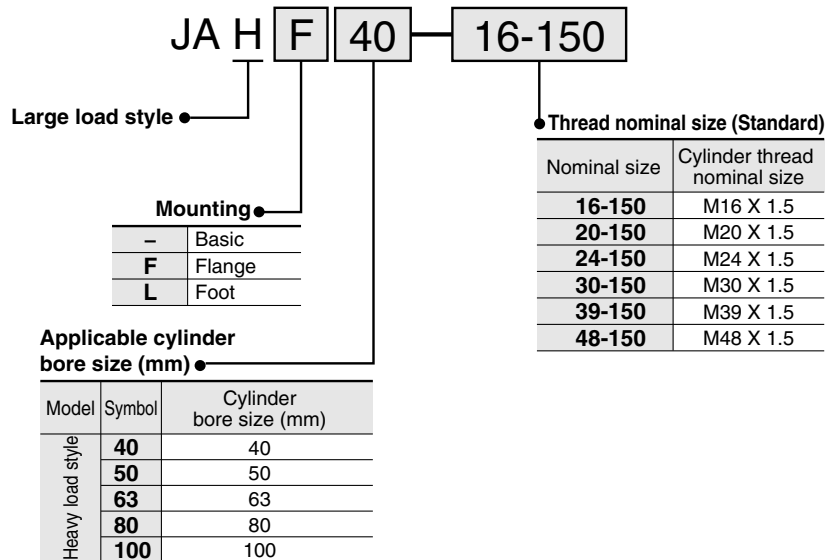 JA H F 40 16-150
Large load style
Mounting
– Basic
F Flange
L Foot
Applicable cylinder
bore size (mm)
Model Symbol Cylinder
bore size (mm)
Heavy load style
40 40
50 50
63 63
80 80
100 100
Thread nominal size (Standard)
Nominal size Cylinder thread
nominal size
16-150 M16 X 1.5
20-150 M20 X 1.5
24-150 M24 X 1.5
30-150 M30 X 1.5
39-150 M39 X 1.5
48-150 M48 X 1.5